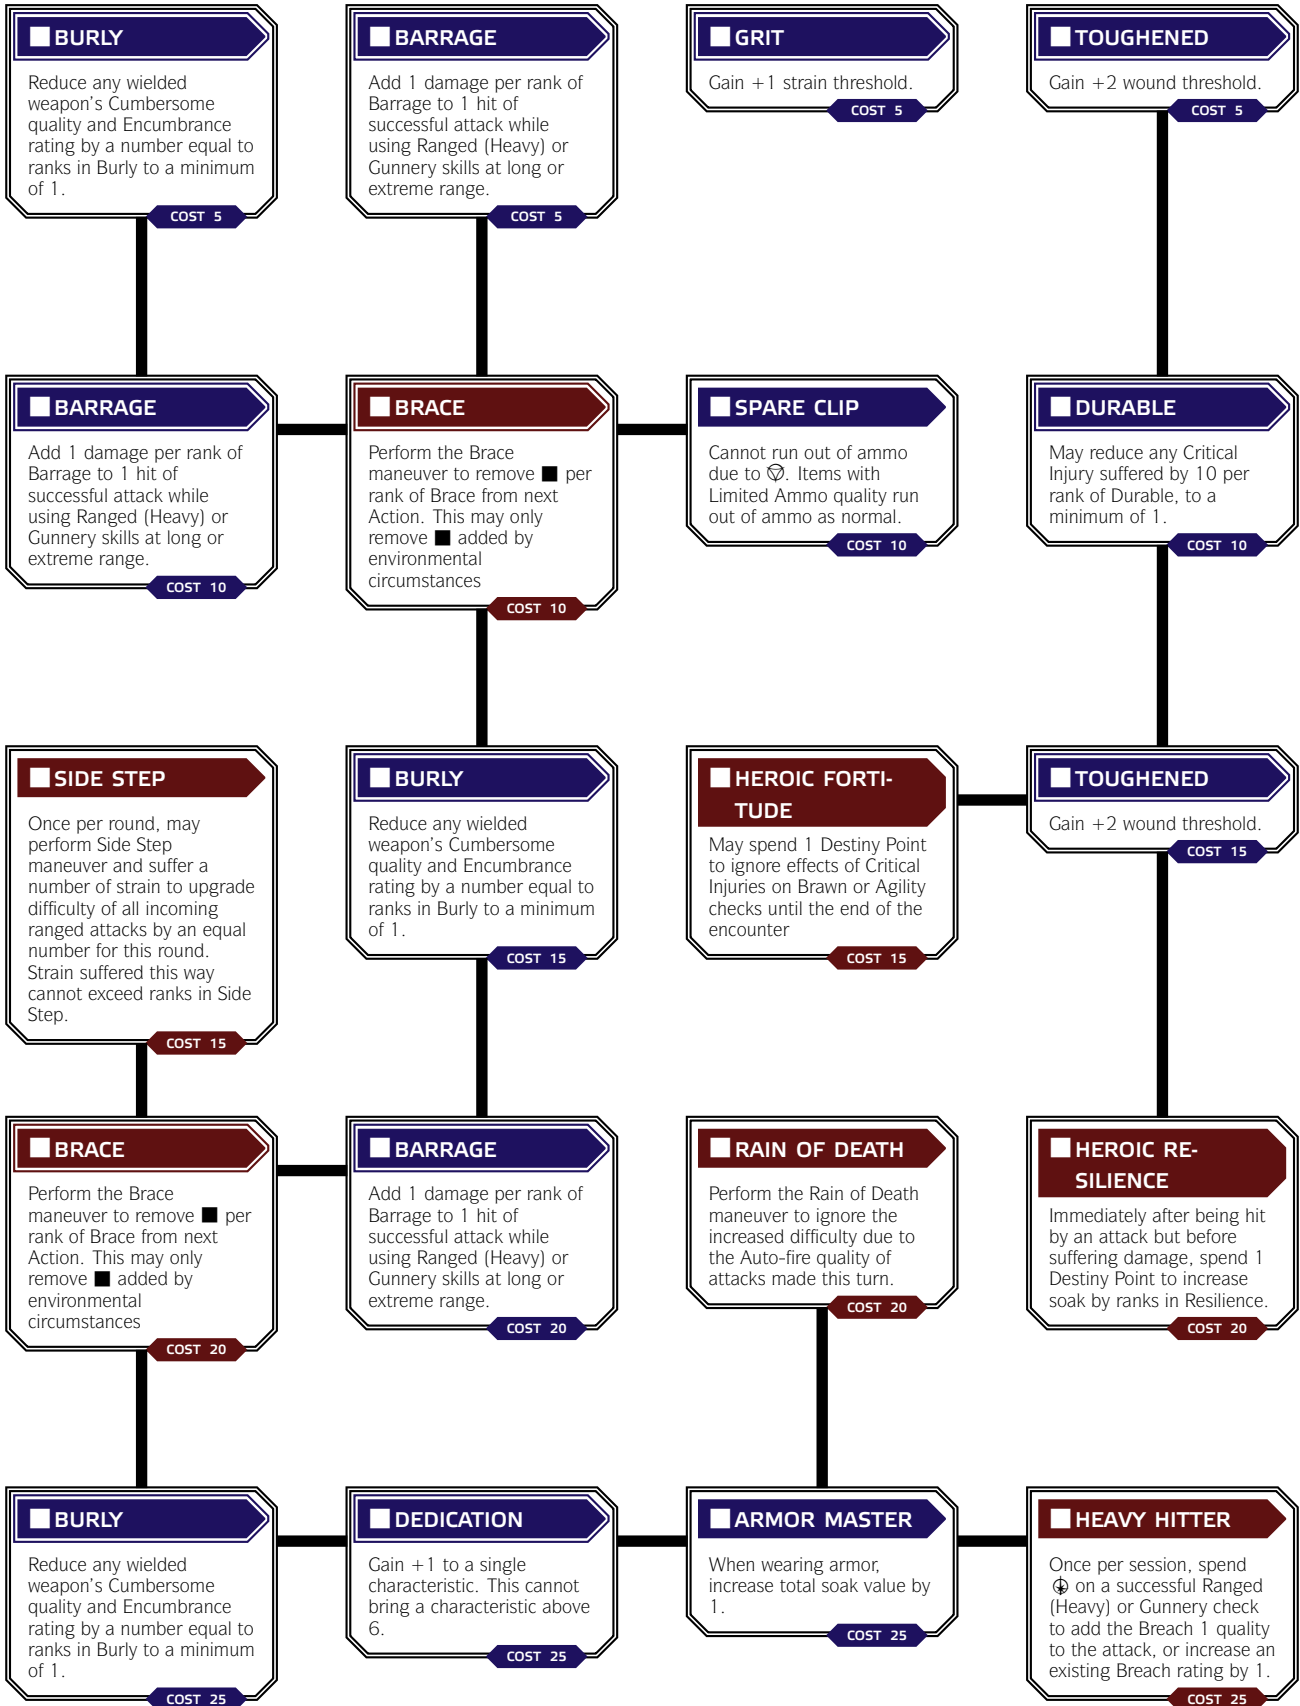 BURLY
Reduce any wielded
weapon's Cumbersome
quality and Encumbrance
rating by a number equal to
ranks in Burly to a minimum
of 1.
COST 5
BARRAGE
Add 1 damage per rank of
Barrage to 1 hit of
successful attack while
using Ranged (Heavy) or
Gunnery skills at long or
extreme range.
COST 5
GRIT
Gain +1 strain threshold.
COST 5
TOUGHENED
Gain +2 wound threshold.
COST 5
BARRAGE
Add 1 damage per rank of
Barrage to 1 hit of
successful attack while
using Ranged (Heavy) or
Gunnery skills at long or
extreme range.
COST 10
BRACE
Perform the Brace
maneuver to remove ■ per
rank of Brace from next
Action. This may only
remove ■ added by
environmental
circumstances
COST 10
SPARE CLIP
Cannot run out of ammo
due to . Items with
Limited Ammo quality run
out of ammo as normal.
COST 10
DURABLE
May reduce any Critical
Injury suffered by 10 per
rank of Durable, to a
minimum of 1.
COST 10
SIDE STEP
Once per round, may
perform Side Step
maneuver and suffer a
number of strain to upgrade
difficulty of all incoming
ranged attacks by an equal
number for this round.
Strain suffered this way
cannot exceed ranks in Side
Step.
COST 15
BURLY
Reduce any wielded
weapon's Cumbersome
quality and Encumbrance
rating by a number equal to
ranks in Burly to a minimum
of 1.
COST 15
HEROIC FORTI-
TUDE
May spend 1 Destiny Point
to ignore effects of Critical
Injuries on Brawn or Agility
checks until the end of the
encounter
COST 15
TOUGHENED
Gain +2 wound threshold.
COST 15
BRACE
Perform the Brace
maneuver to remove ■ per
rank of Brace from next
Action. This may only
remove ■ added by
environmental
circumstances
COST 20
BARRAGE
Add 1 damage per rank of
Barrage to 1 hit of
successful attack while
using Ranged (Heavy) or
Gunnery skills at long or
extreme range.
COST 20
RAIN OF DEATH
Perform the Rain of Death
maneuver to ignore the
increased difficulty due to
the Auto-fire quality of
attacks made this turn.
COST 20
HEROIC RE-
SILIENCE
Immediately after being hit
by an attack but before
suffering damage, spend 1
Destiny Point to increase
soak by ranks in Resilience.
COST 20
BURLY
Reduce any wielded
weapon's Cumbersome
quality and Encumbrance
rating by a number equal to
ranks in Burly to a minimum
of 1.
COST 25
DEDICATION
Gain +1 to a single
characteristic. This cannot
bring a characteristic above
6.
COST 25
ARMOR MASTER
When wearing armor,
increase total soak value by
1.
COST 25
HEAVY HITTER
Once per session, spend
on a successful Ranged
(Heavy) or Gunnery check
to add the Breach 1 quality
to the attack, or increase an
existing Breach rating by 1.
COST 25